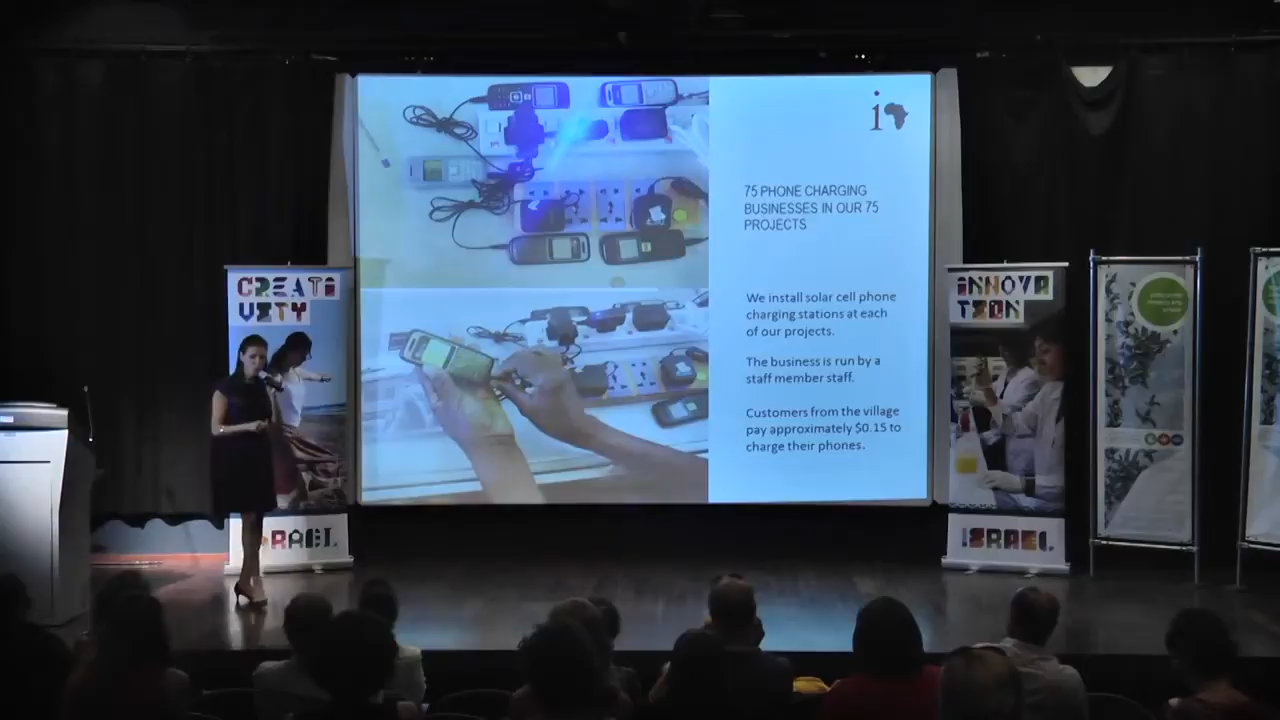 i
75 PHONE CHARGING
BUSINESSES IN OUR 75
PROJECTS
We install solar cell phone
charging stations at each
of our projects.
The business is run by a
staff member staff.
Customers from the village
pay approximately $0.15 to
charge their phones.
CREATI
VITY
RAEL
INNOVA
TION
ISRAEL